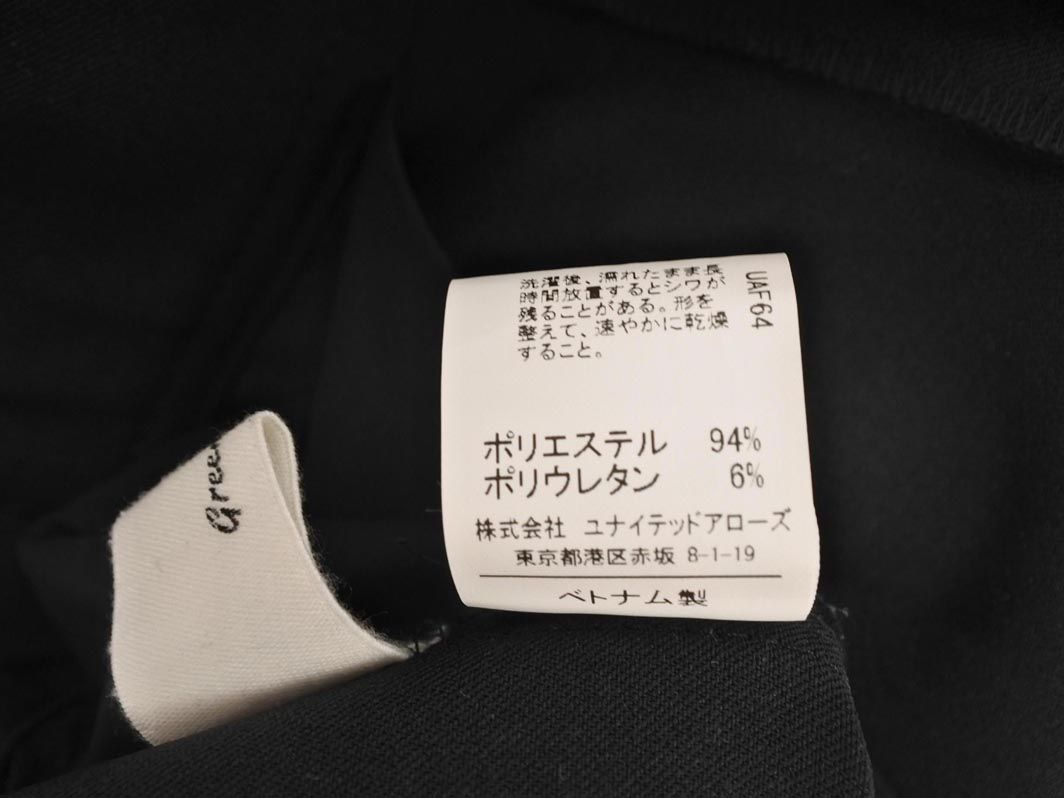 洗濯後、濡れたまま長
時間放置するとシワが
残ることがある。形を
整えて、速やかに乾燥
すること。
UAF64
ポリエステル 94%
ポリウレタン 6%
株式会社 ユナイテッドアローズ
東京都港区赤坂 8-1-19
ベトナム製